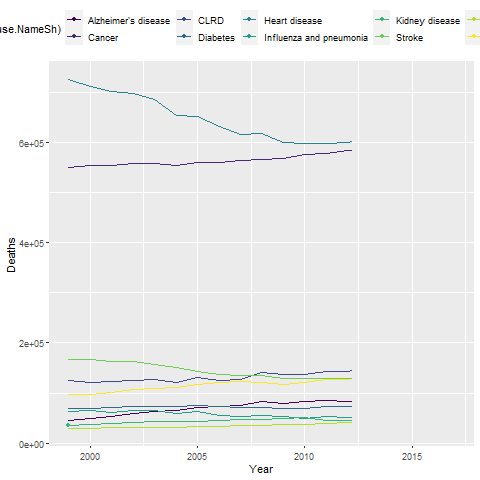 use.NameSh)
Alzheimer's disease
CLRD
Heart disease
Kidney disease
Cancer
Diabetes
Influenza and pneumonia
Stroke
Deaths
6e+05
4e+05
2e+05
0e+00
2000
2005
2010
2015
Year